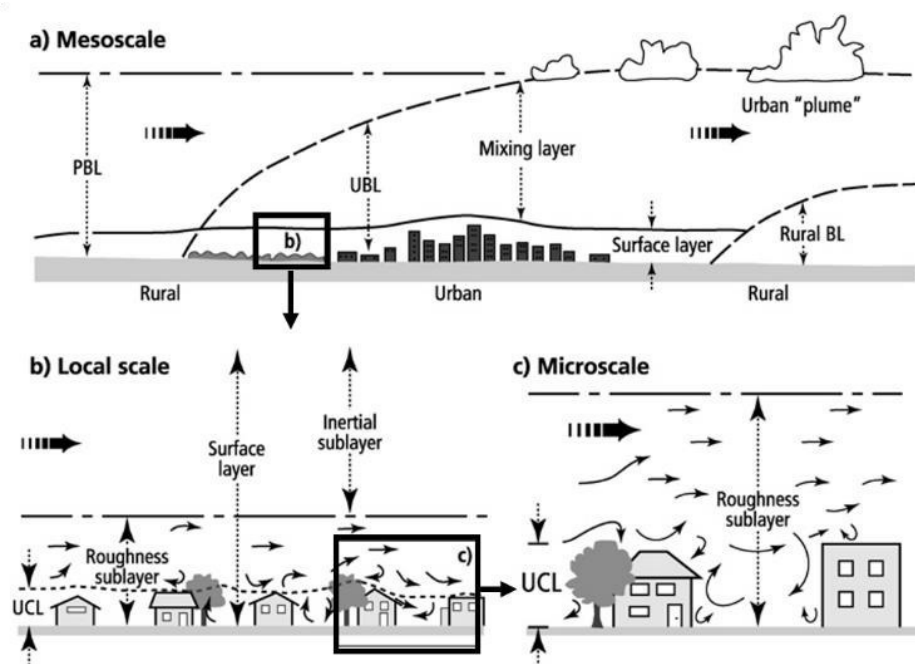 a) Mesoscale
Urban "plume"
PBL
UBL
Mixing layer
b)
Surface layer
Rural BL
Rural
Urban
Rural
b) Local scale
Inertial
sublayer
Surface
layer
Roughness
sublayer
c)
UCL
c) Microscale
Roughness
sublayer
UCL